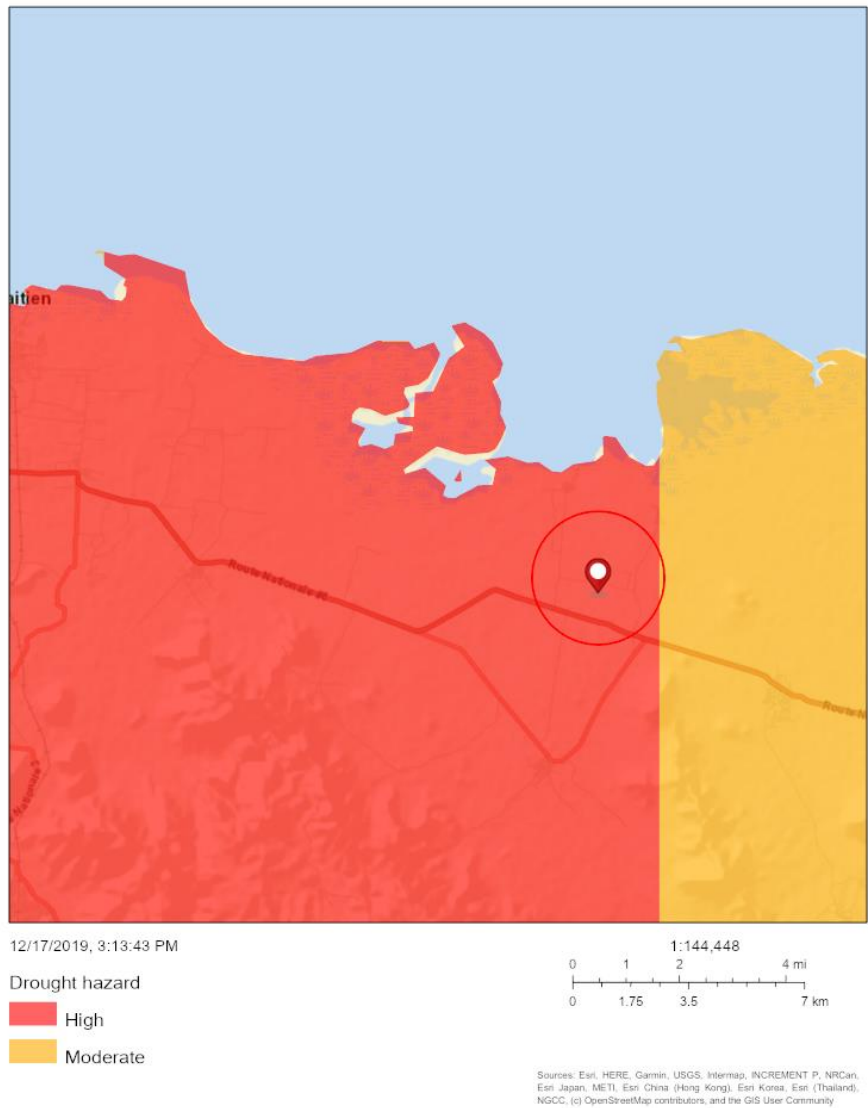 aitien
Route Nationale
Route N
Nationale
12/17/2019, 3:13:43 PM
1:144,448
0 1 2 4 mi
0 1.75 3.5 7 km
Drought hazard
High
Moderate
Sources: Esri, HERE, Garmin, USGS, Intermap, INCREMENT P, NRCan,
Esri Japan, METI, Esri China (Hong Kong), Esri Korea, Esri (Thailand),
NGCC, (c) OpenStreetMap contributors, and the GIS User Community